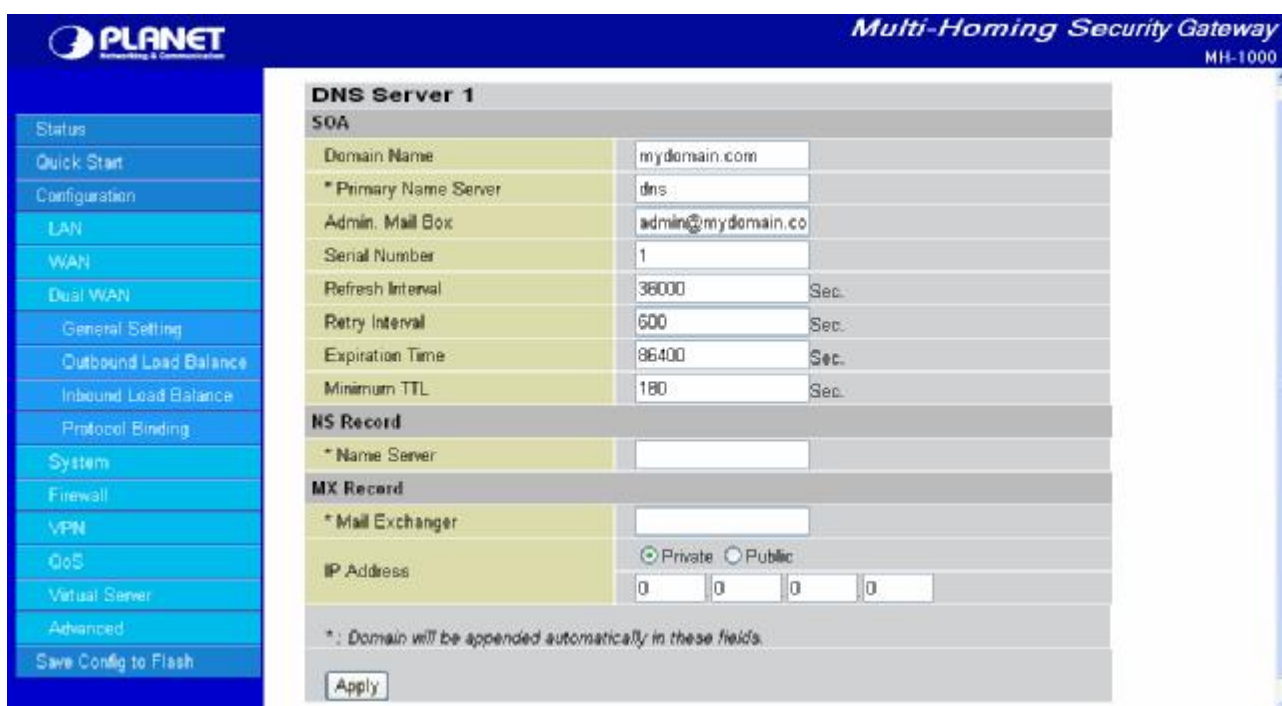 PLANET
Networking & Communication
Multi-Homing Security Gateway
MH-1000
Status
Quick Start
Configuration
LAN
WAN
Dual WAN
General Setting
Outbound Load Balance
Inbound Load Balance
Protocol Binding
System
Firewall
VPN
QoS
Virtual Server
Advanced
Save Config to Flash
DNS Server 1
SOA
Domain Name mydomain.com
* Primary Name Server dns
Admin. Mail Box admin@mydomain.co
Serial Number 1
Refresh Interval 36000 Sec.
Retry Interval 600 Sec.
Expiration Time 86400 Sec.
Minimum TTL 180 Sec.
NS Record
* Name Server
MX Record
* Mail Exchanger
IP Address Private Public
0 . 0 . 0 . 0
* : Domain will be appended automatically in these fields.
Apply